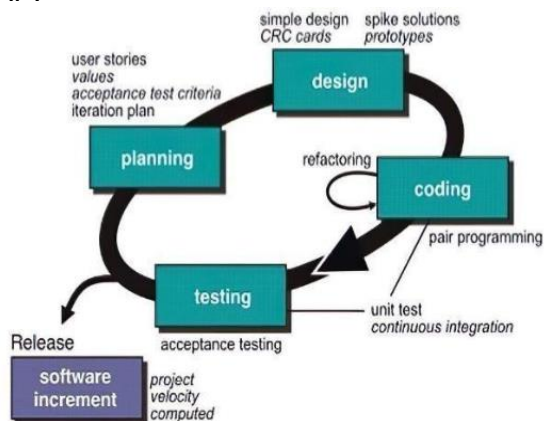 simple design
CRC cards
spike solutions
prototypes
design
user stories
values
acceptance test criteria
iteration plan
planning
refactoring
coding
pair programming
testing
acceptance testing
unit test
continuous integration
Release
software
increment
project
velocity
computed